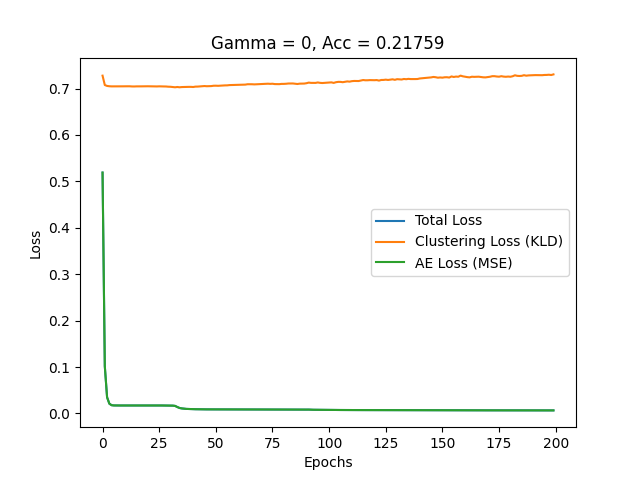 Gamma = 0, Acc = 0.21759
0.7
0.6
0.5
0.4
0.3
0.2
0.1
0.0
Loss
Total Loss
Clustering Loss (KLD)
AE Loss (MSE)
0 25 50 75 100 125 150 175 200
Epochs